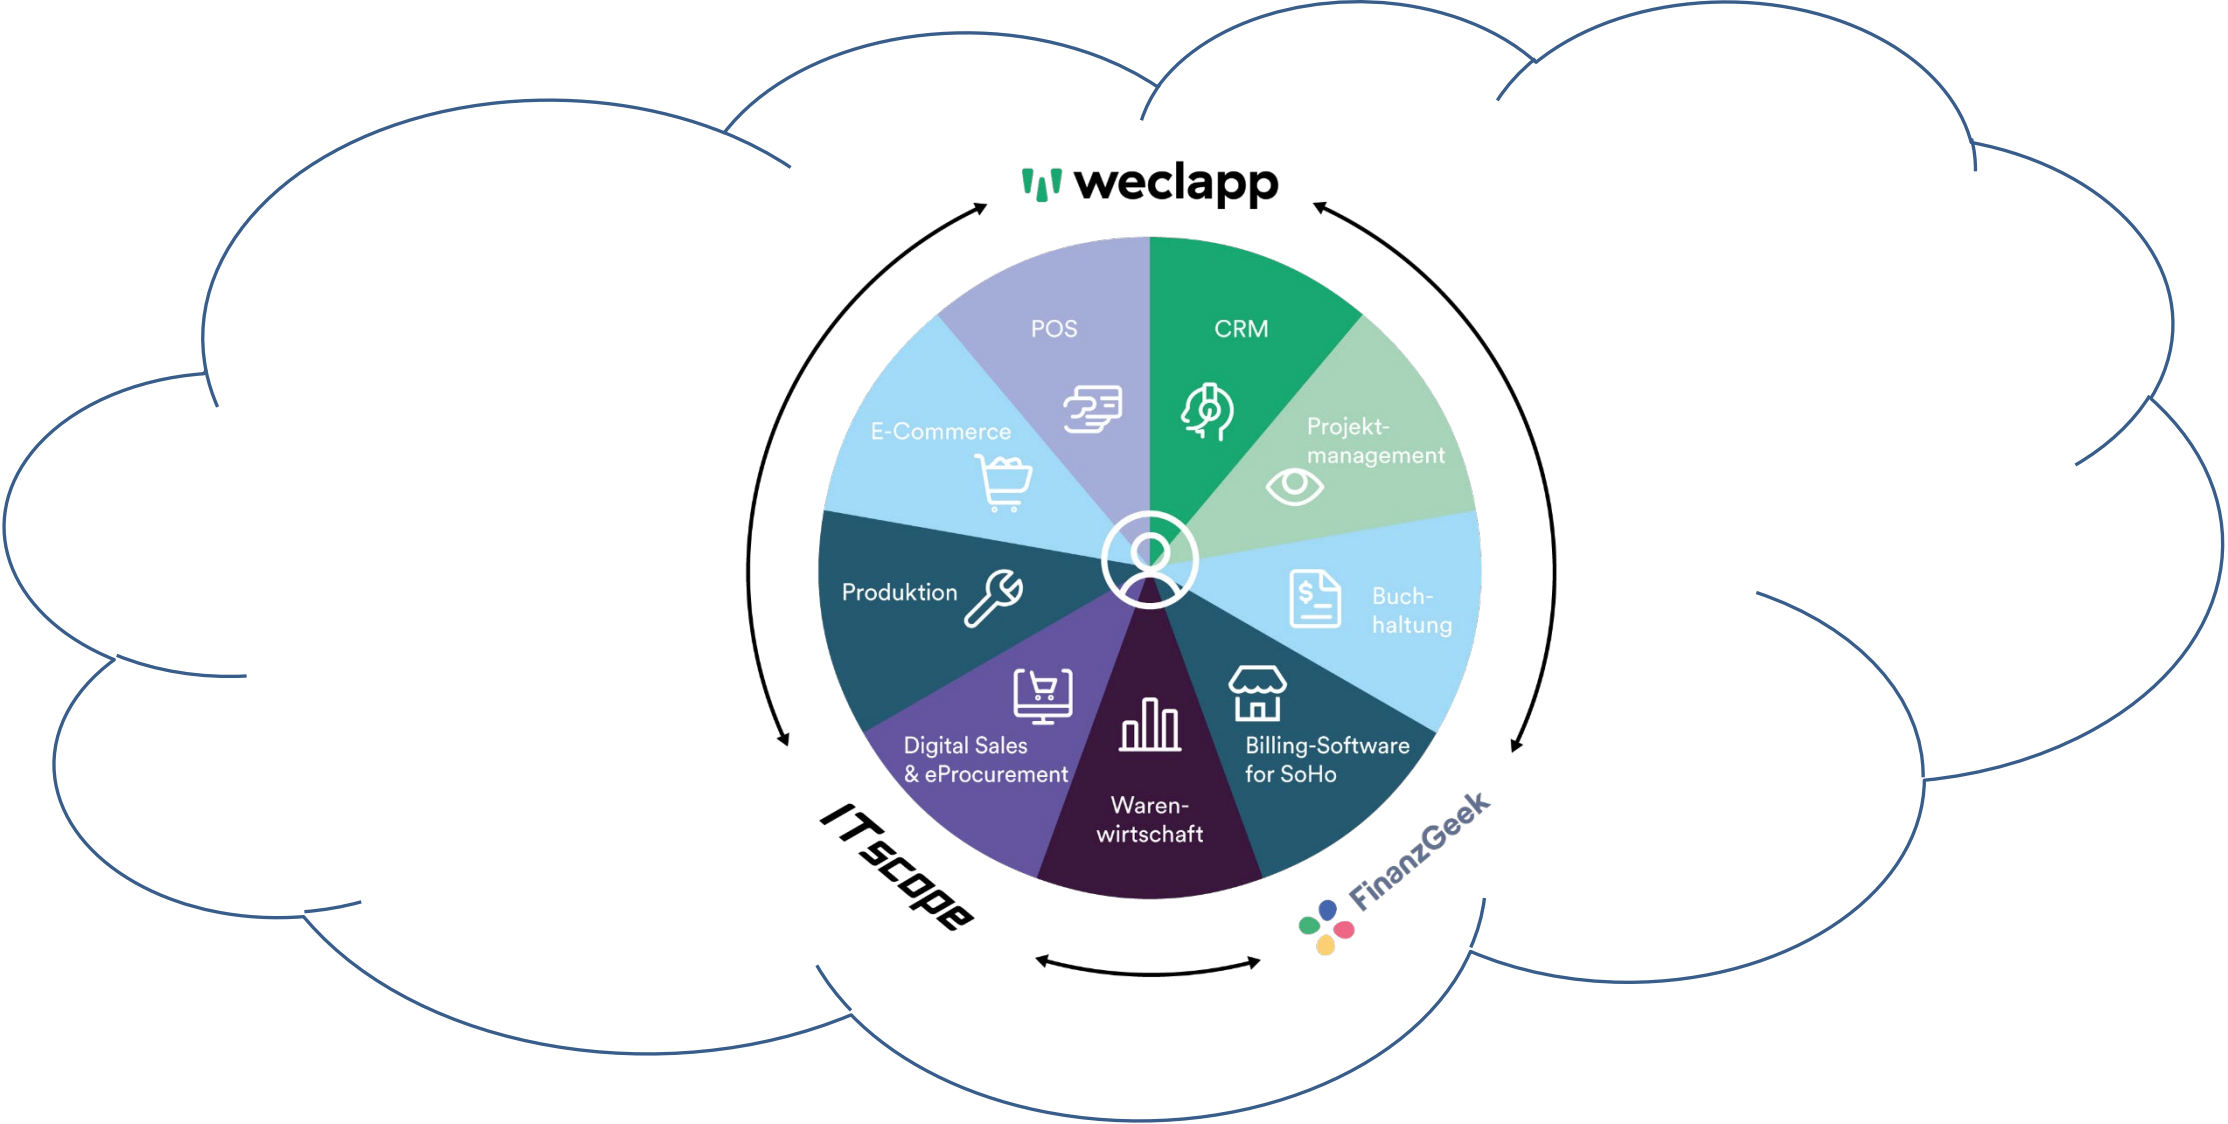 weclapp
POS
CRM
E-Commerce
Projekt-
management
Produktion
Buch-
haltung
Digital Sales
& eProcurement
Waren-
wirtschaft
Billing-Software
for SoHo
ITscope
FinanzGeek
$